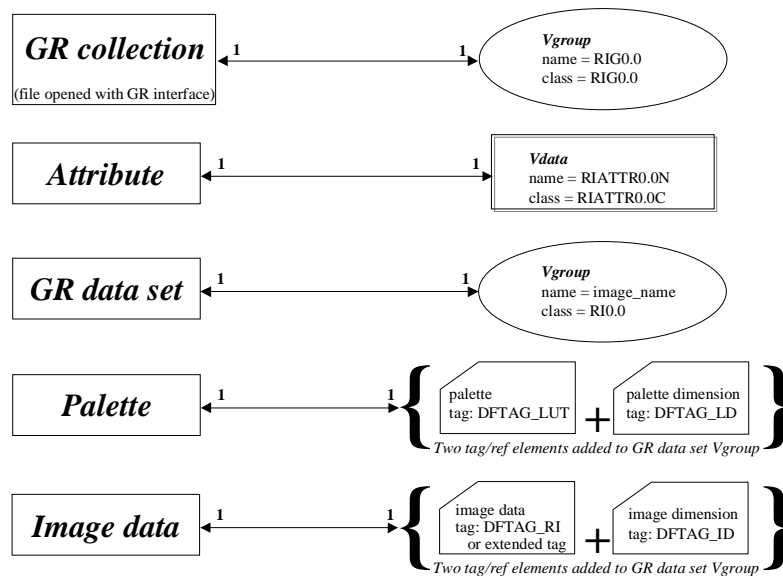 GR collection
(file opened with GR interface)
1
1
Vgroup
name = RIG0.0
class = RIG0.0
Attribute
1
1
Vdata
name = RIATTR0.0N
class = RIATTR0.0C
GR data set
1
1
Vgroup
name = image_name
class = RI0.0
Palette
1
1
{
palette
tag: DFTAG_LUT
+
palette dimension
tag: DFTAG_LD
}
Two tag/ref elements added to GR data set Vgroup
Image data
1
1
{
image data
tag: DFTAG_RI
or extended tag
+
image dimension
tag: DFTAG_ID
}
Two tag/ref elements added to GR data set Vgroup